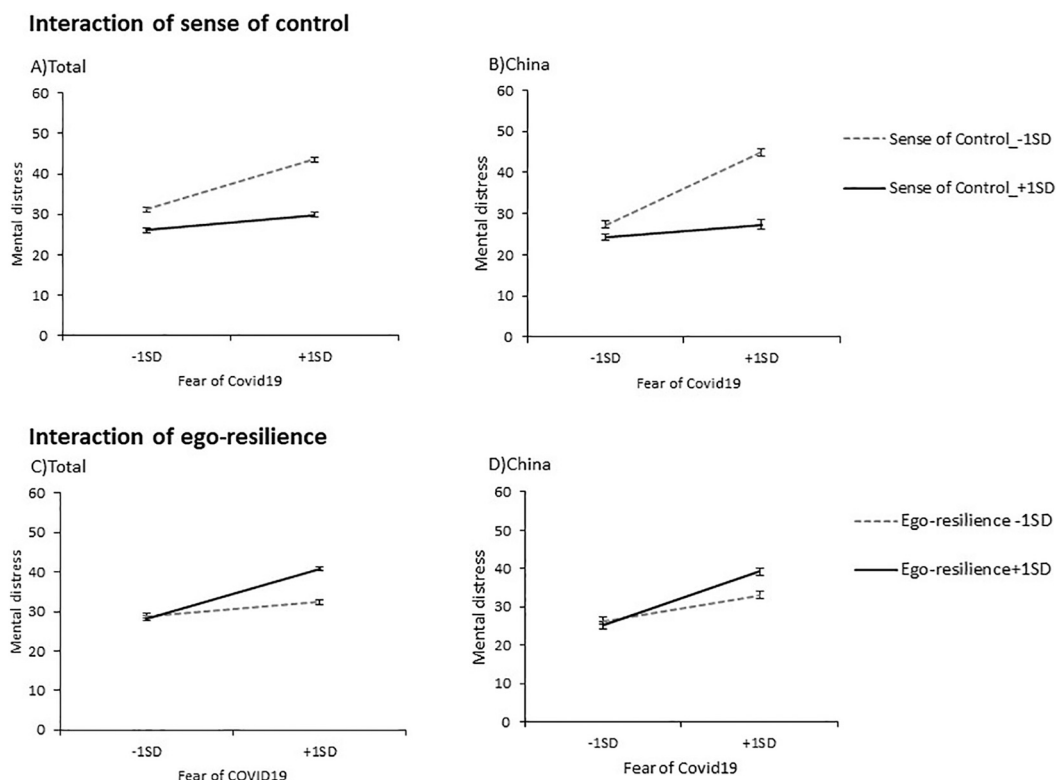 Interaction of sense of control
A)Total
60
50
40
30
20
10
0
Mental distress
-1SD +1SD
Fear of Covid19
B)China
60
50
40
30
20
10
0
Mental distress
-1SD +1SD
Fear of Covid19
Sense of Control_-1SD
Sense of Control_+1SD
Interaction of ego-resilience
C)Total
60
50
40
30
20
10
0
Mental distress
-1SD +1SD
Fear of COVID19
D)China
60
50
40
30
20
10
0
Mental distress
-1SD +1SD
Fear of Covid19
Ego-resilience -1SD
Ego-resilience+1SD